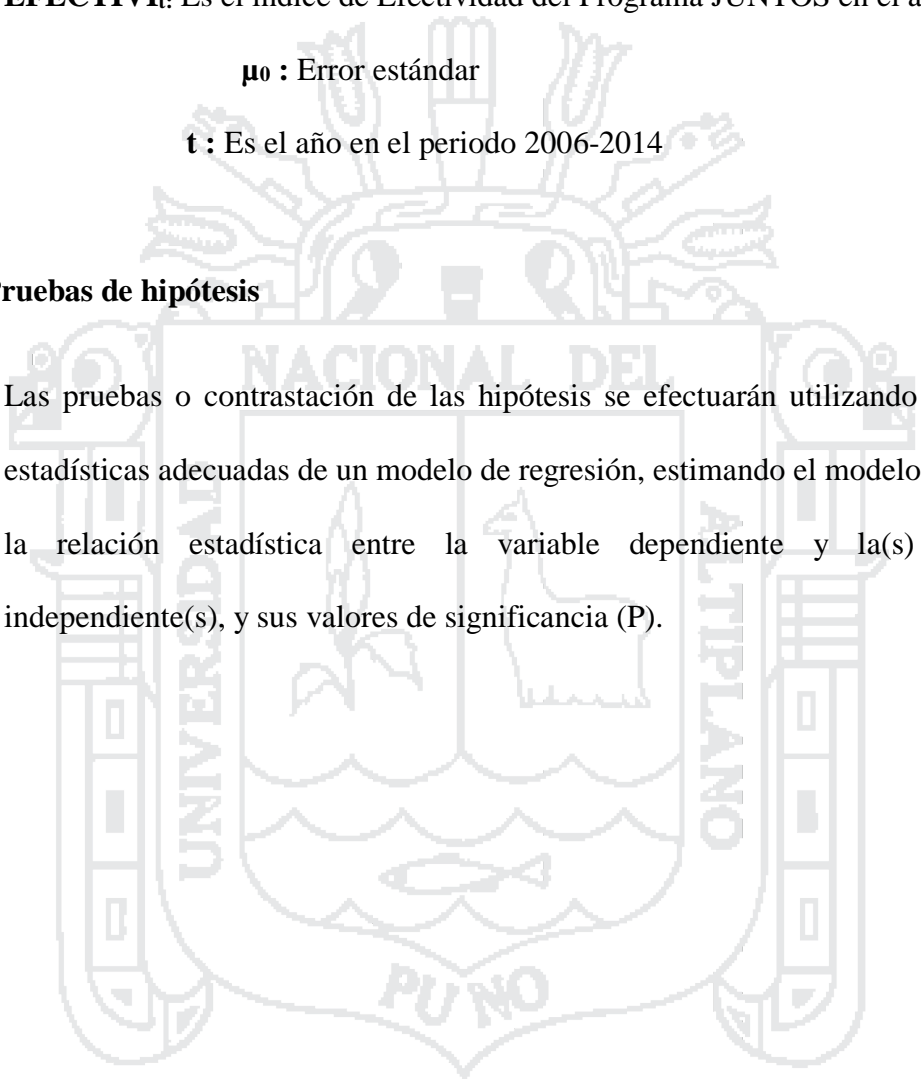 EFECTIVIt: Es el índice de Efectividad del Programa JUNTOS en el a
μ0 : Error estándar
t : Es el año en el periodo 2006-2014
ruebas de hipótesis
Las pruebas o contrastación de las hipótesis se efectuarán utilizando
estadísticas adecuadas de un modelo de regresión, estimando el modelo
la relación estadística entre la variable dependiente y la(s)
independiente(s), y sus valores de significancia (P).
NACIONAL DEL
UNIVERSIDAD
ALTIPLANO
PUNO